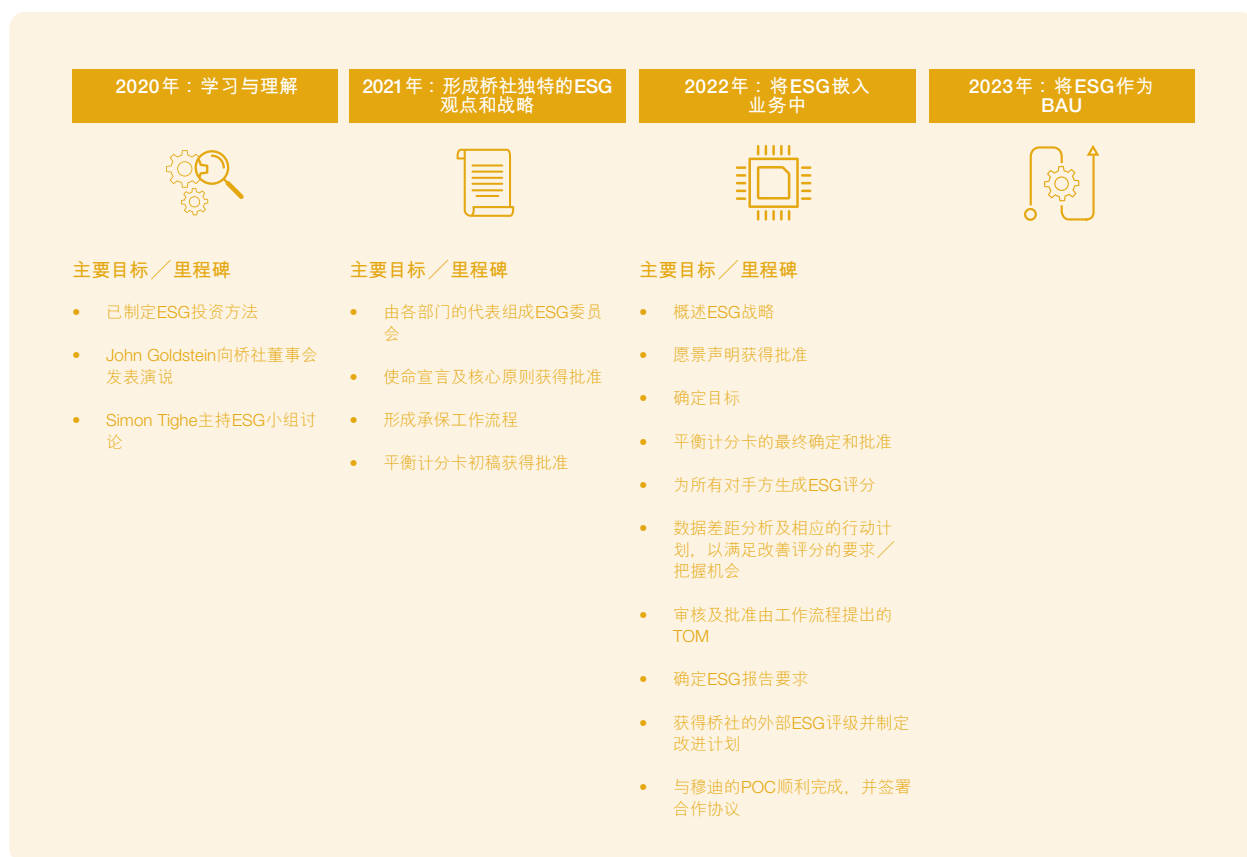 2020年：学习与理解
2021年：形成桥社独特的ESG
观点和战略
2022年：将ESG嵌入
业务中
2023年：将ESG作为
BAU
主要目标／里程碑
• 已制定ESG投资方法
• John Goldstein向桥社董事会
发表演说
• Simon Tighe主持ESG小组讨
论
主要目标／里程碑
• 由各部门的代表组成ESG委员
会
• 使命宣言及核心原则获得批准
• 形成承保工作流程
• 平衡计分卡初稿获得批准
主要目标／里程碑
• 概述ESG战略
• 愿景声明获得批准
• 确定目标
• 平衡计分卡的最终确定和批准
• 为所有对手方生成ESG评分
• 数据差距分析及相应的行动计
划，以满足改善评分的要求／
把握机会
• 审核及批准由工作流程提出的
TOM
• 确定ESG报告要求
• 获得桥社的外部ESG评级并制定
改进计划
• 与穆迪的POC顺利完成，并签署
合作协议